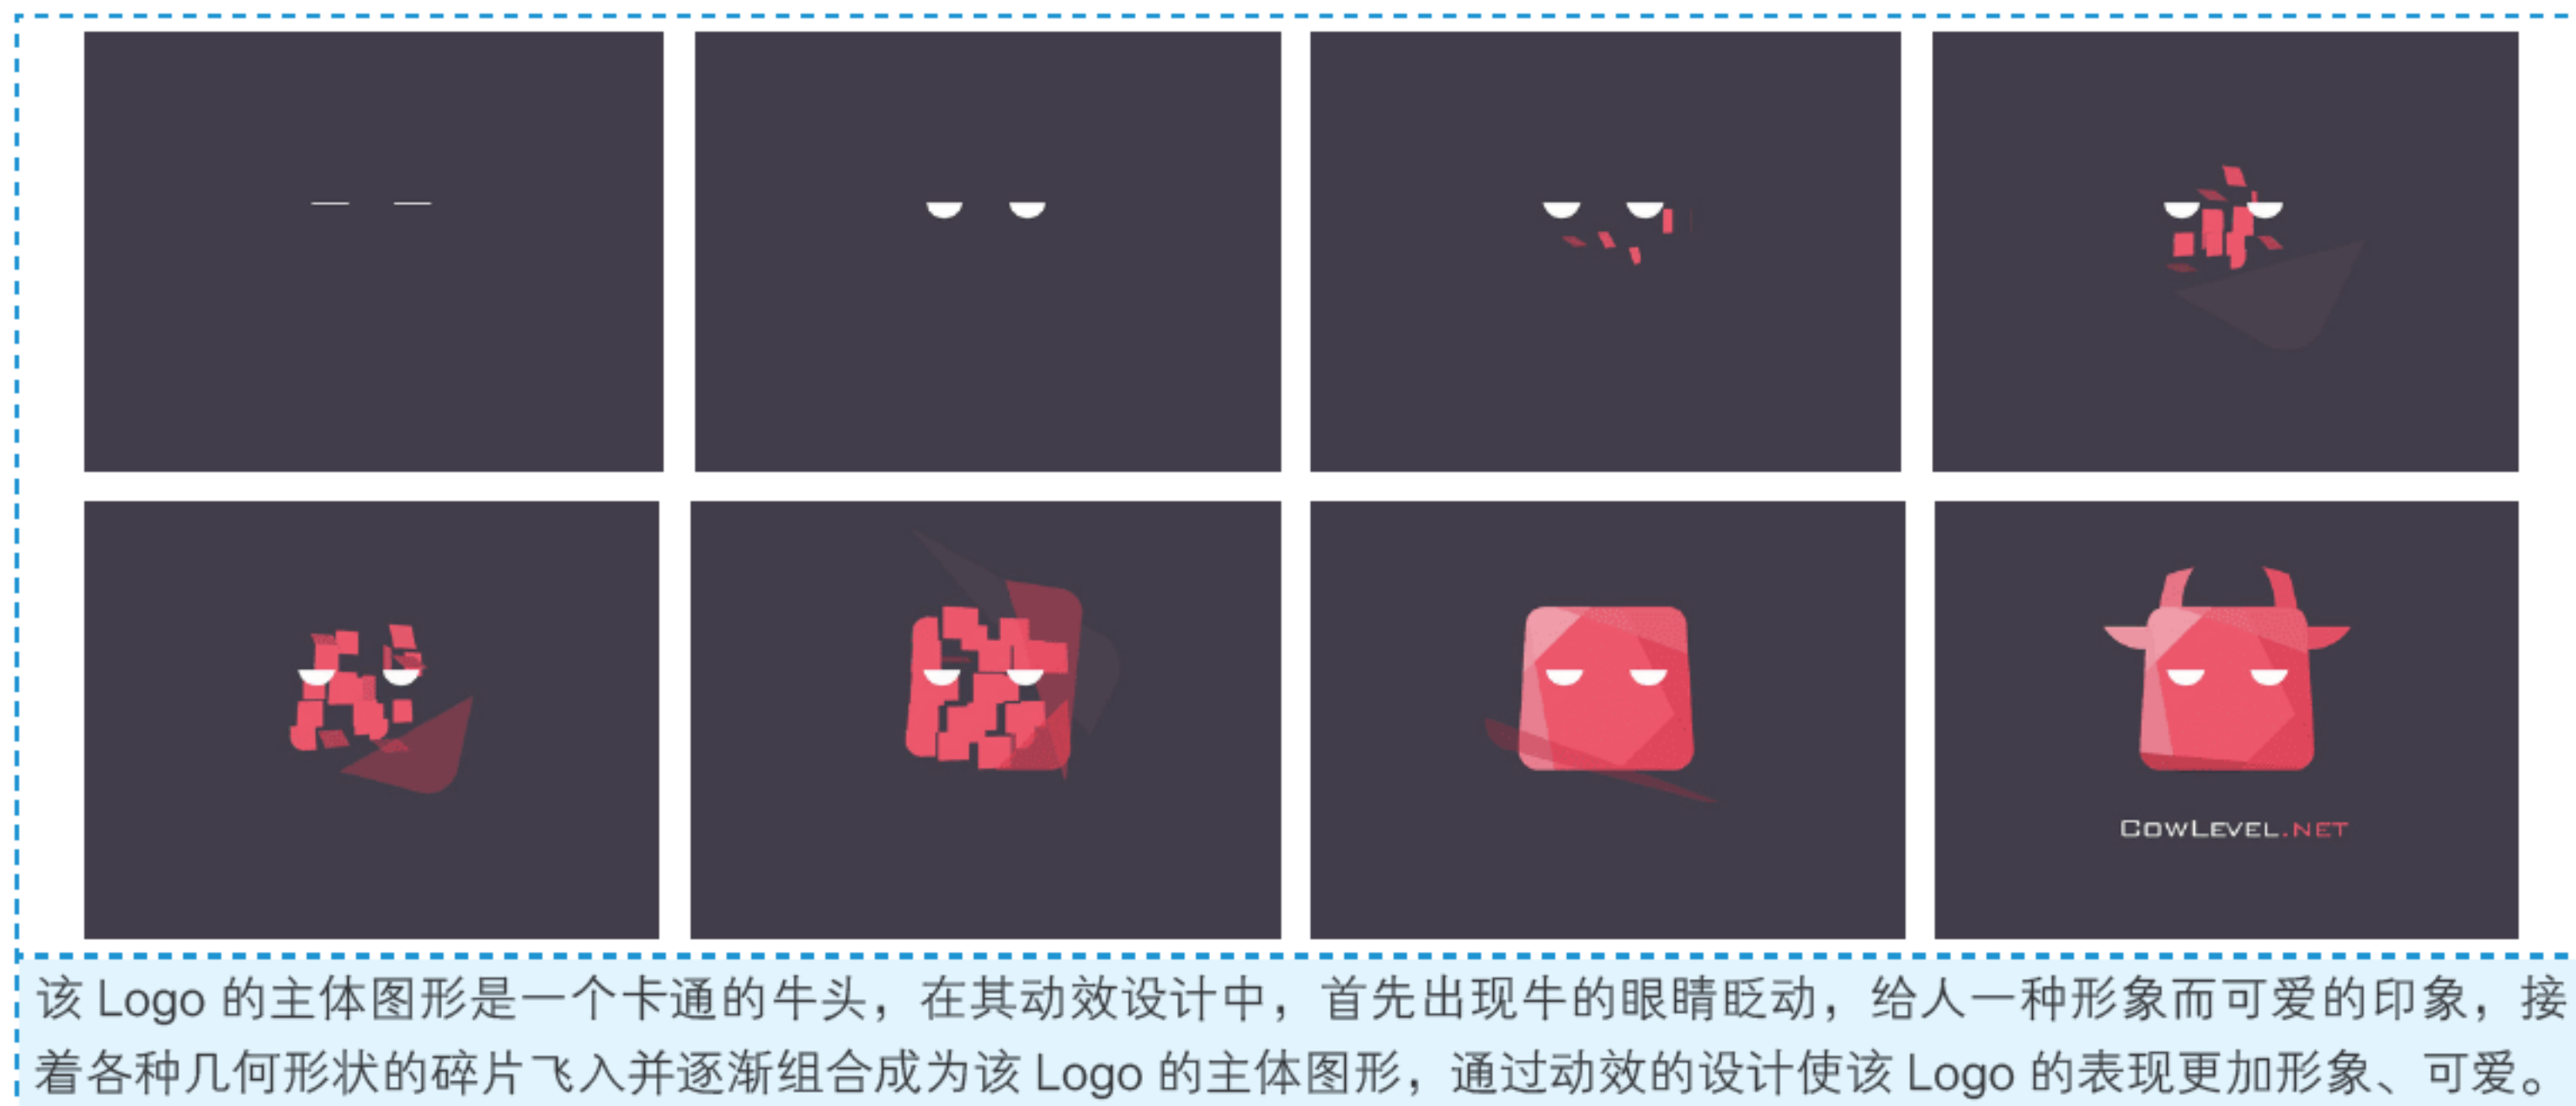 COWLEVEL.NET
该 Logo 的主体图形是一个卡通的牛头，在其动效设计中，首先出现牛的眼睛眨动，给人一种形象而可爱的印象，接
着各种几何形状的碎片飞入并逐渐组合成为该 Logo 的主体图形，通过动效的设计使该 Logo 的表现更加形象、可爱。